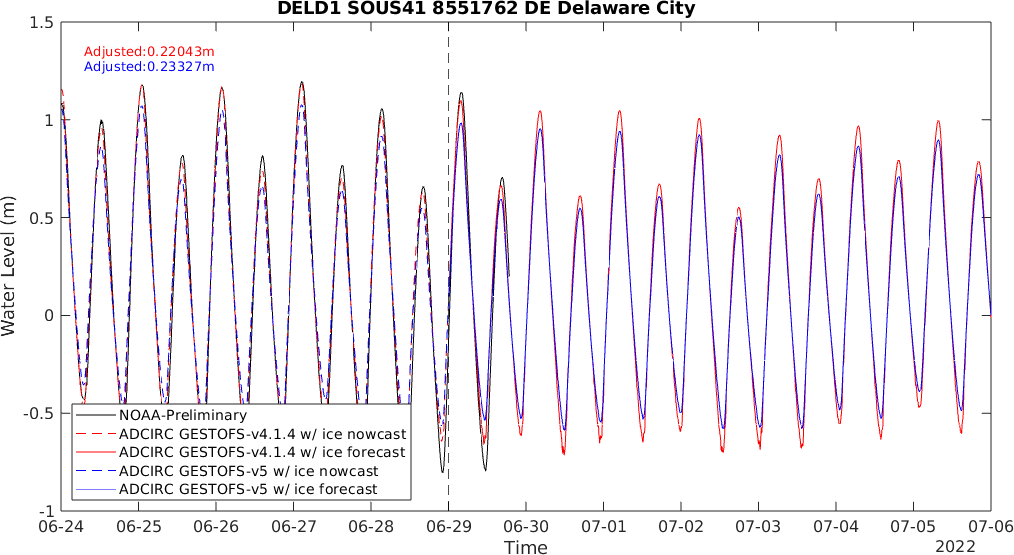 DELD1 SOUS41 8551762 DE Delaware City
1.5
Adjusted:0.22043m
Adjusted:0.23327m
1
0.5
0
-0.5
-1
Water Level (m)
NOAA-Preliminary
ADCIRC GESTOFS-v4.1.4 w/ ice nowcast
ADCIRC GESTOFS-v4.1.4 w/ ice forecast
ADCIRC GESTOFS-v5 w/ ice nowcast
ADCIRC GESTOFS-v5 w/ ice forecast
06-24 06-25 06-26 06-27 06-28 06-29 06-30 07-01 07-02 07-03 07-04 07-05 07-06
Time
2022